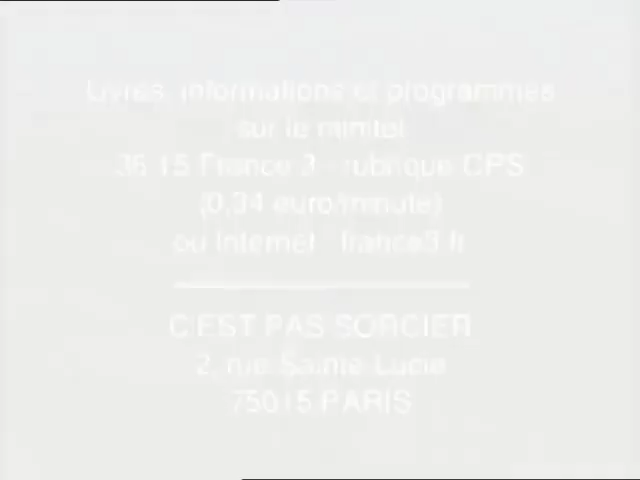 Livres, informations et programmes
sur le minitel
36 15 France 3 - rubrique CPS
(0,34 euro/minute)
ou Internet : france3.fr
C'EST PAS SORCIER
2, rue Sainte Lucie
75015 PARIS